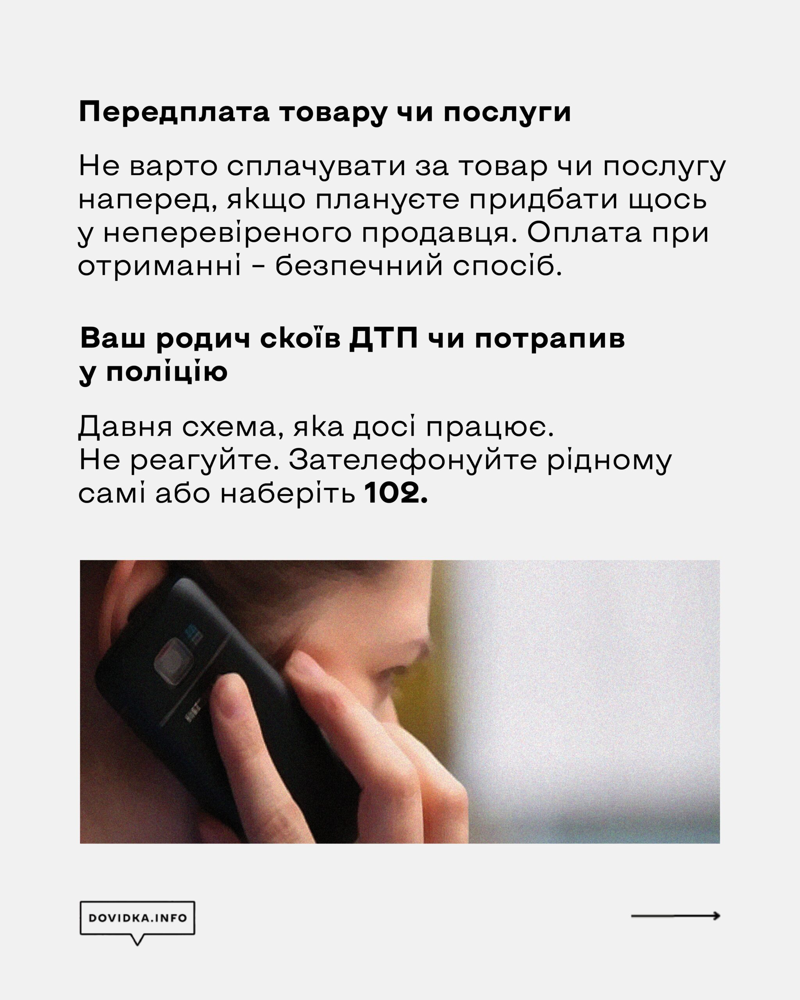 Передплата товару чи послуги
Не варто сплачувати за товар чи послугу
наперед, якщо плануєте придбати щось
у неперевіреного продавця. Оплата при
отриманні – безпечний спосіб.
Ваш родич скоїв ДТП чи потрапив
у поліцію
Давня схема, яка досі працює.
Не реагуйте. Зателефонуйте рідному
самі або наберіть 102.
DOVIDKA.INFO